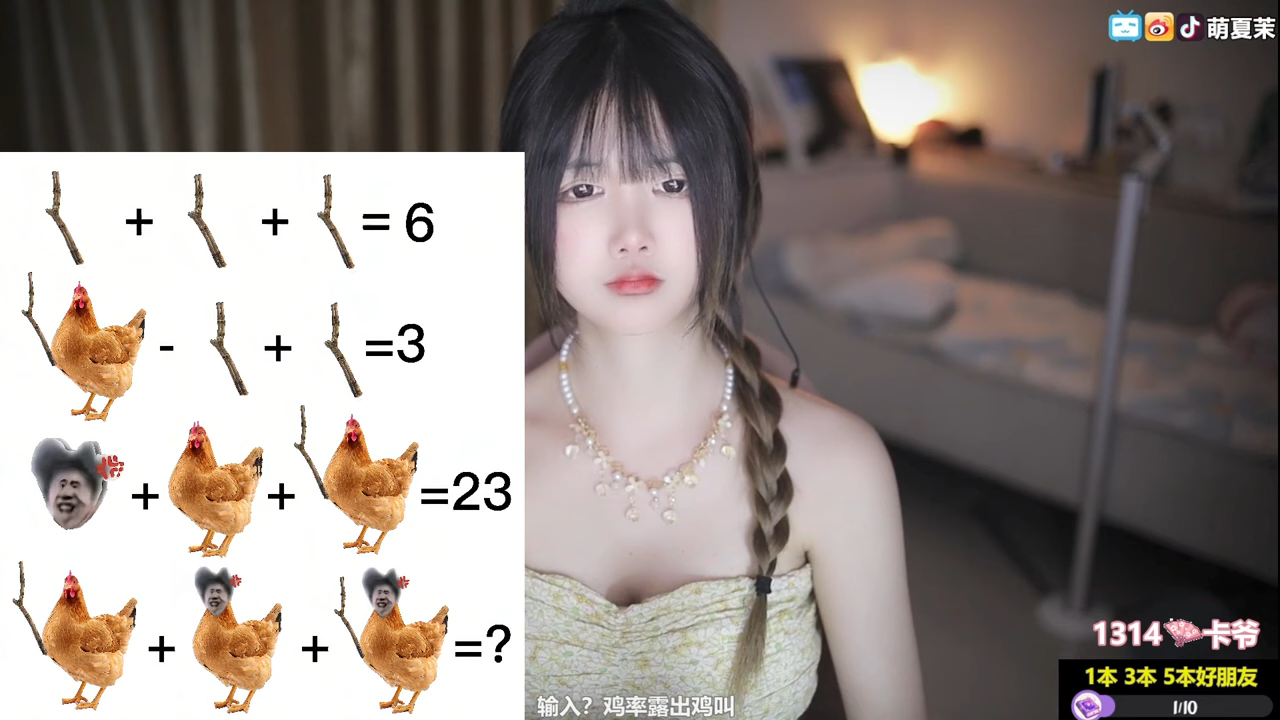 萌夏茉
+ + = 6
- + =3
+ + =23
+ + =?
输入？鸡率露出鸡叫
1314 卡爷
1本 3本 5本好朋友
1/10